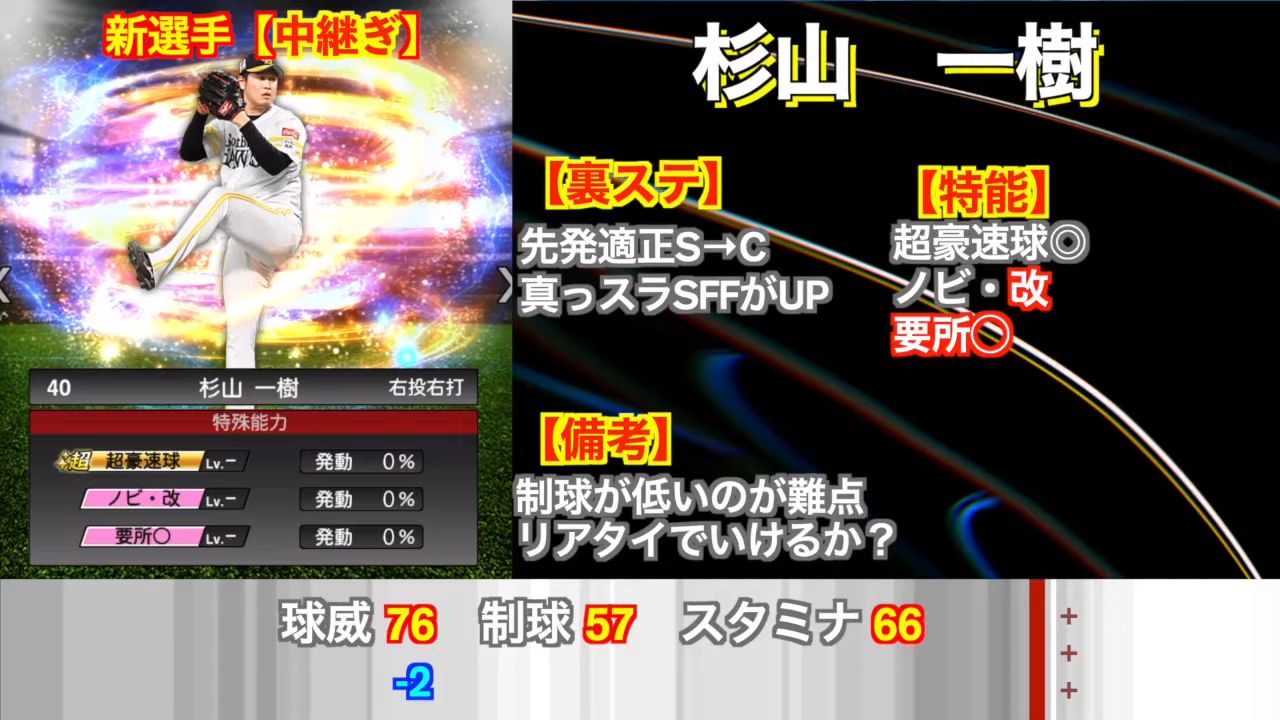 新選手【中継ぎ】
杉山 一樹
【裏ステ】
先発適正S→C
真っスラSFFがUP
【特能】
超豪速球◎
ノビ・改
要所〇
40 杉山 一樹 右投右打
特殊能力
超 超豪速球 Lv.- 発動 0%
ノビ・改 Lv.- 発動 0%
要所〇 Lv.- 発動 0%
【備考】
制球が低いのが難点
リアタイでいけるか？
球威 76 制球 57 スタミナ 66
-2